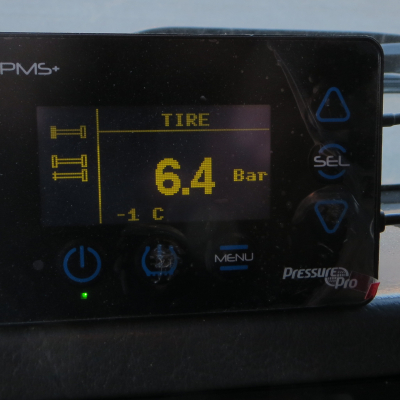 PMS+
TIRE
6.4 Bar
-1 C
SEL
MENU
PressurePro